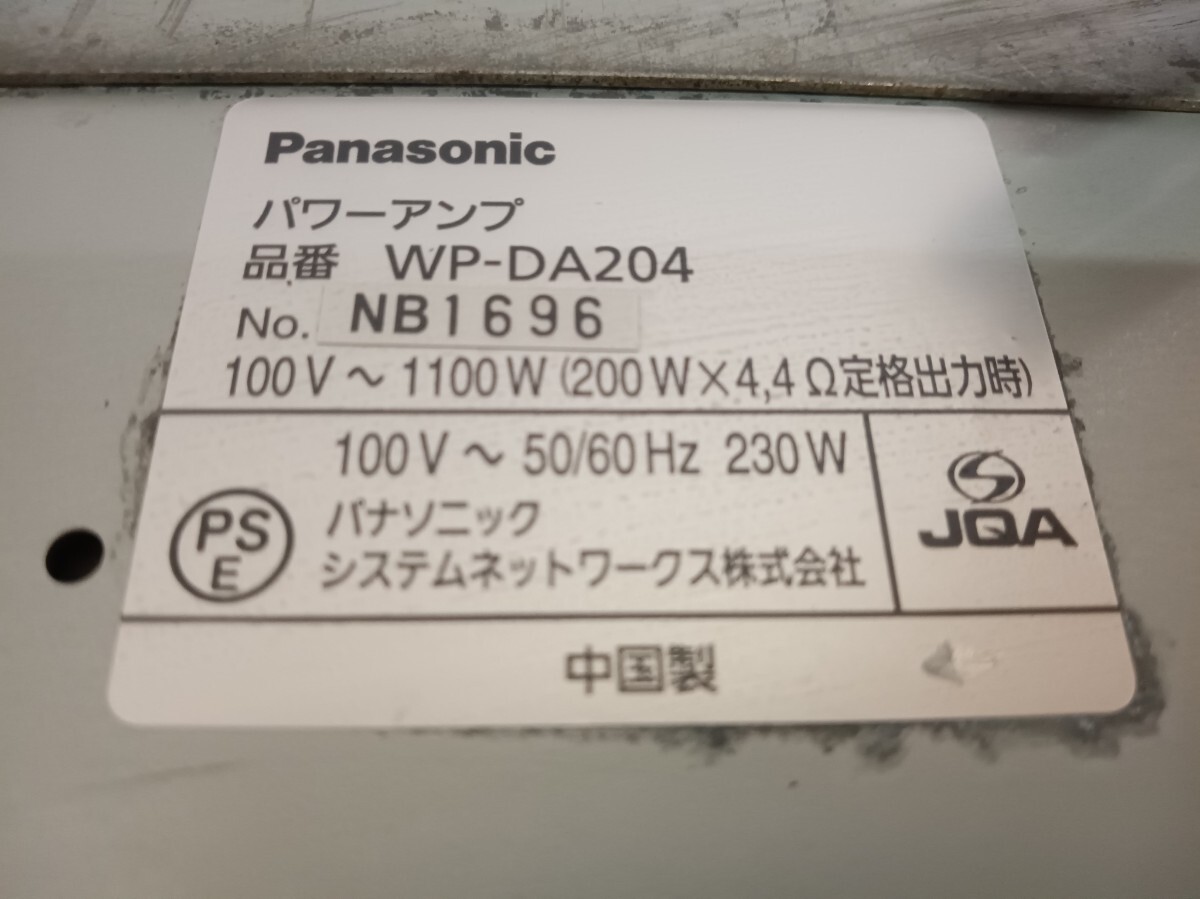 Panasonic
パワーアンプ
品番 WP-DA204
No. NB1696
100V～1100W (200W×4,4Ω定格出力時)
100V～ 50/60Hz 230W
PS
E
パナソニック
システムネットワークス株式会社
JQA
中国製